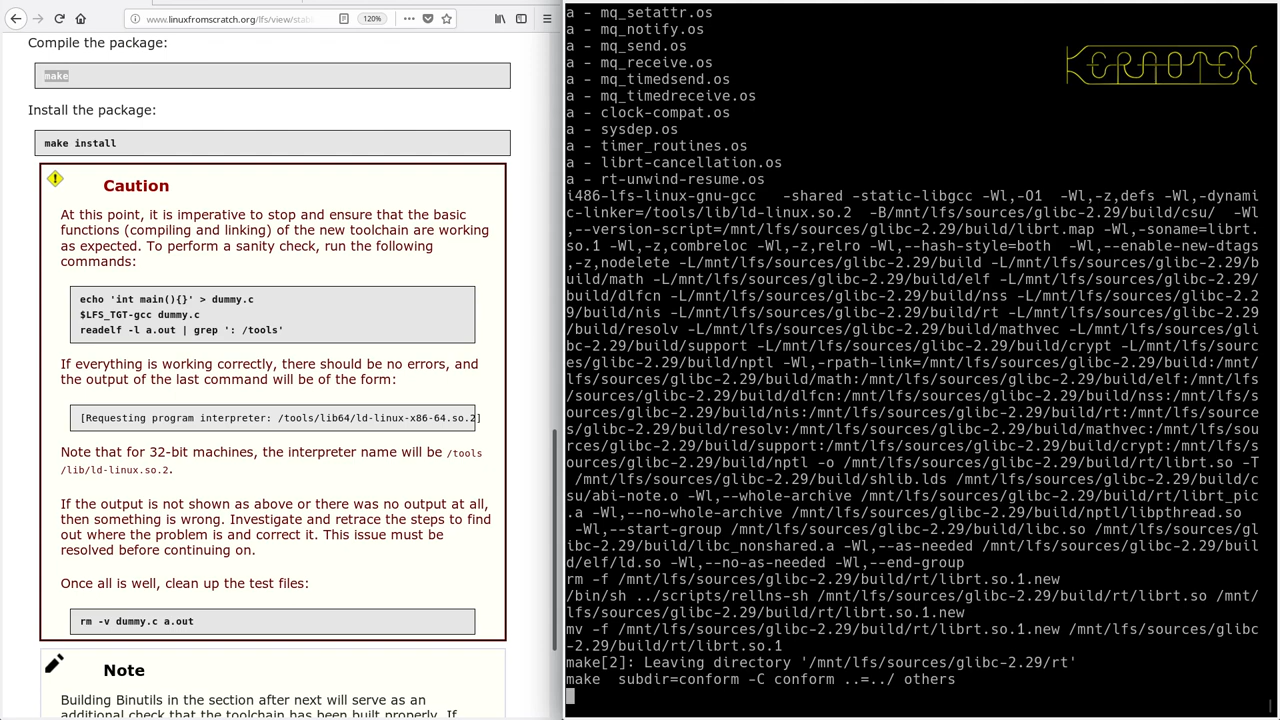 www.linuxfromscratch.org/lfs/view/stab
120%
Compile the package:
make
Install the package:
make install
Caution
At this point, it is imperative to stop and ensure that the basic
functions (compiling and linking) of the new toolchain are working
as expected. To perform a sanity check, run the following
commands:
echo 'int main(){}' > dummy.c
$LFS_TGT-gcc dummy.c
readelf -l a.out | grep ': /tools'
If everything is working correctly, there should be no errors, and
the output of the last command will be of the form:
[Requesting program interpreter: /tools/lib64/ld-linux-x86-64.so.2]
Note that for 32-bit machines, the interpreter name will be /tools
/lib/ld-linux.so.2.
If the output is not shown as above or there was no output at all,
then something is wrong. Investigate and retrace the steps to find
out where the problem is and correct it. This issue must be
resolved before continuing on.
Once all is well, clean up the test files:
rm -v dummy.c a.out
Note
Building Binutils in the section after next will serve as an
additional check that the toolchain has been built properly. If
a - mq_setattr.os
a - mq_notify.os
a - mq_send.os
a - mq_receive.os
a - mq_timedsend.os
a - mq_timedreceive.os
a - clock-compat.os
a - sysdep.os
a - timer_routines.os
a - librt-cancellation.os
a - rt-unwind-resume.os
i486-lfs-linux-gnu-gcc   -shared -static-libgcc -Wl,-O1  -Wl,-z,defs -Wl,-dynami
c-linker=/tools/lib/ld-linux.so.2  -B/mnt/lfs/sources/glibc-2.29/build/csu/  -Wl
,--version-script=/mnt/lfs/sources/glibc-2.29/build/librt.map -Wl,-soname=librt.
so.1 -Wl,-z,combreloc -Wl,-z,relro -Wl,--hash-style=both  -Wl,--enable-new-dtags
,-z,nodelete -L/mnt/lfs/sources/glibc-2.29/build -L/mnt/lfs/sources/glibc-2.29/b
uild/math -L/mnt/lfs/sources/glibc-2.29/build/elf -L/mnt/lfs/sources/glibc-2.29/
build/dlfcn -L/mnt/lfs/sources/glibc-2.29/build/nss -L/mnt/lfs/sources/glibc-2.2
9/build/nis -L/mnt/lfs/sources/glibc-2.29/build/rt -L/mnt/lfs/sources/glibc-2.29
/build/resolv -L/mnt/lfs/sources/glibc-2.29/build/mathvec -L/mnt/lfs/sources/gli
bc-2.29/build/support -L/mnt/lfs/sources/glibc-2.29/build/crypt -L/mnt/lfs/sourc
es/glibc-2.29/build/nptl -Wl,-rpath-link=/mnt/lfs/sources/glibc-2.29/build:/mnt/
lfs/sources/glibc-2.29/build/math:/mnt/lfs/sources/glibc-2.29/build/elf:/mnt/lfs
/sources/glibc-2.29/build/dlfcn:/mnt/lfs/sources/glibc-2.29/build/nss:/mnt/lfs/s
ources/glibc-2.29/build/nis:/mnt/lfs/sources/glibc-2.29/build/rt:/mnt/lfs/source
s/glibc-2.29/build/resolv:/mnt/lfs/sources/glibc-2.29/build/mathvec:/mnt/lfs/sou
rces/glibc-2.29/build/support:/mnt/lfs/sources/glibc-2.29/build/crypt:/mnt/lfs/s
ources/glibc-2.29/build/nptl -o /mnt/lfs/sources/glibc-2.29/build/rt/librt.so -T
 /mnt/lfs/sources/glibc-2.29/build/shlib.lds /mnt/lfs/sources/glibc-2.29/build/c
su/abi-note.o -Wl,--whole-archive /mnt/lfs/sources/glibc-2.29/build/rt/librt_pic
.a -Wl,--no-whole-archive /mnt/lfs/sources/glibc-2.29/build/nptl/libpthread.so
 -Wl,--start-group /mnt/lfs/sources/glibc-2.29/build/libc.so /mnt/lfs/sources/gl
ibc-2.29/build/libc_nonshared.a -Wl,--as-needed /mnt/lfs/sources/glibc-2.29/buil
d/elf/ld.so -Wl,--no-as-needed -Wl,--end-group
rm -f /mnt/lfs/sources/glibc-2.29/build/rt/librt.so.1.new
/bin/sh ../scripts/rellns-sh /mnt/lfs/sources/glibc-2.29/build/rt/librt.so /mnt/
lfs/sources/glibc-2.29/build/rt/librt.so.1.new
mv -f /mnt/lfs/sources/glibc-2.29/build/rt/librt.so.1.new /mnt/lfs/sources/glibc
-2.29/build/rt/librt.so.1
make[2]: Leaving directory '/mnt/lfs/sources/glibc-2.29/rt'
make  subdir=conform -C conform ..=../ others
KERNOTEX